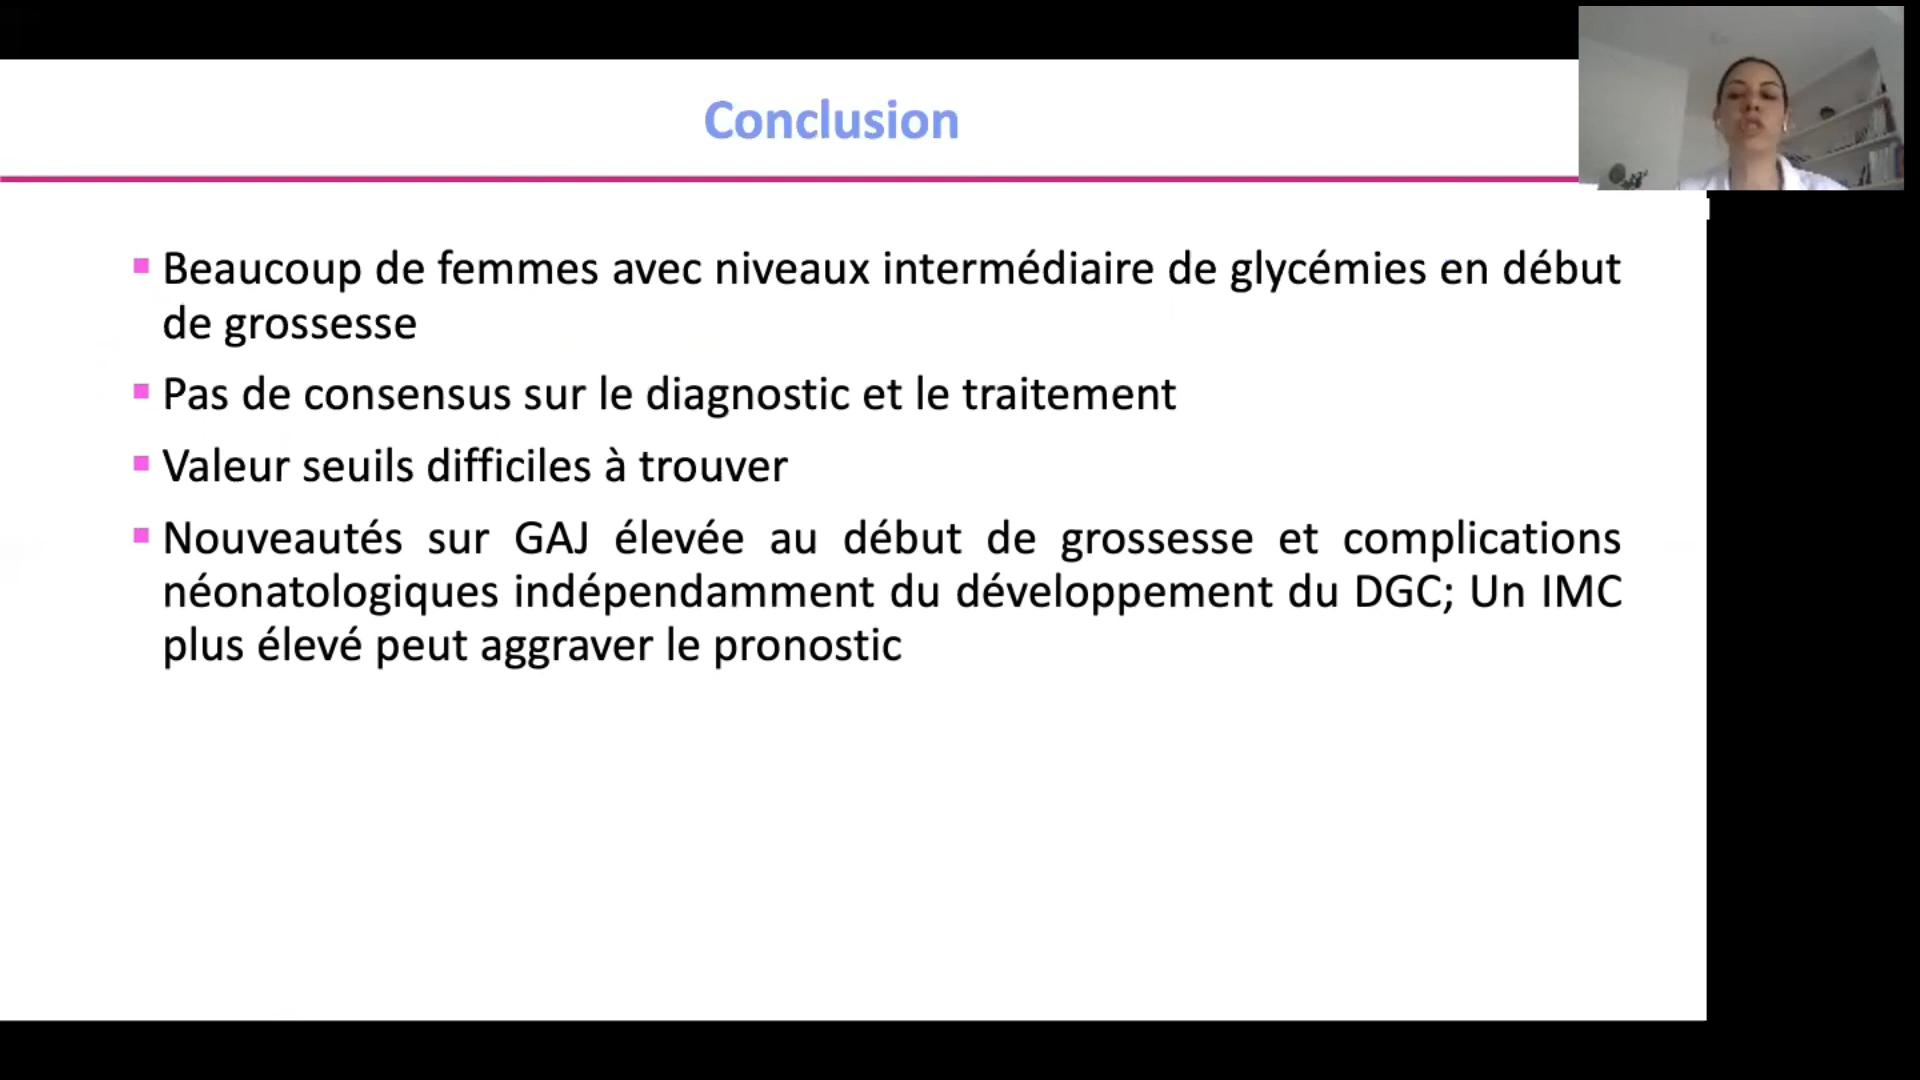 Conclusion
Beaucoup de femmes avec niveaux intermédiaire de glycémies en début
de grossesse
Pas de consensus sur le diagnostic et le traitement
Valeur seuils difficiles à trouver
Nouveautés sur GAJ élevée au début de grossesse et complications
néonatologiques indépendamment du développement du DGC; Un IMC
plus élevé peut aggraver le pronostic